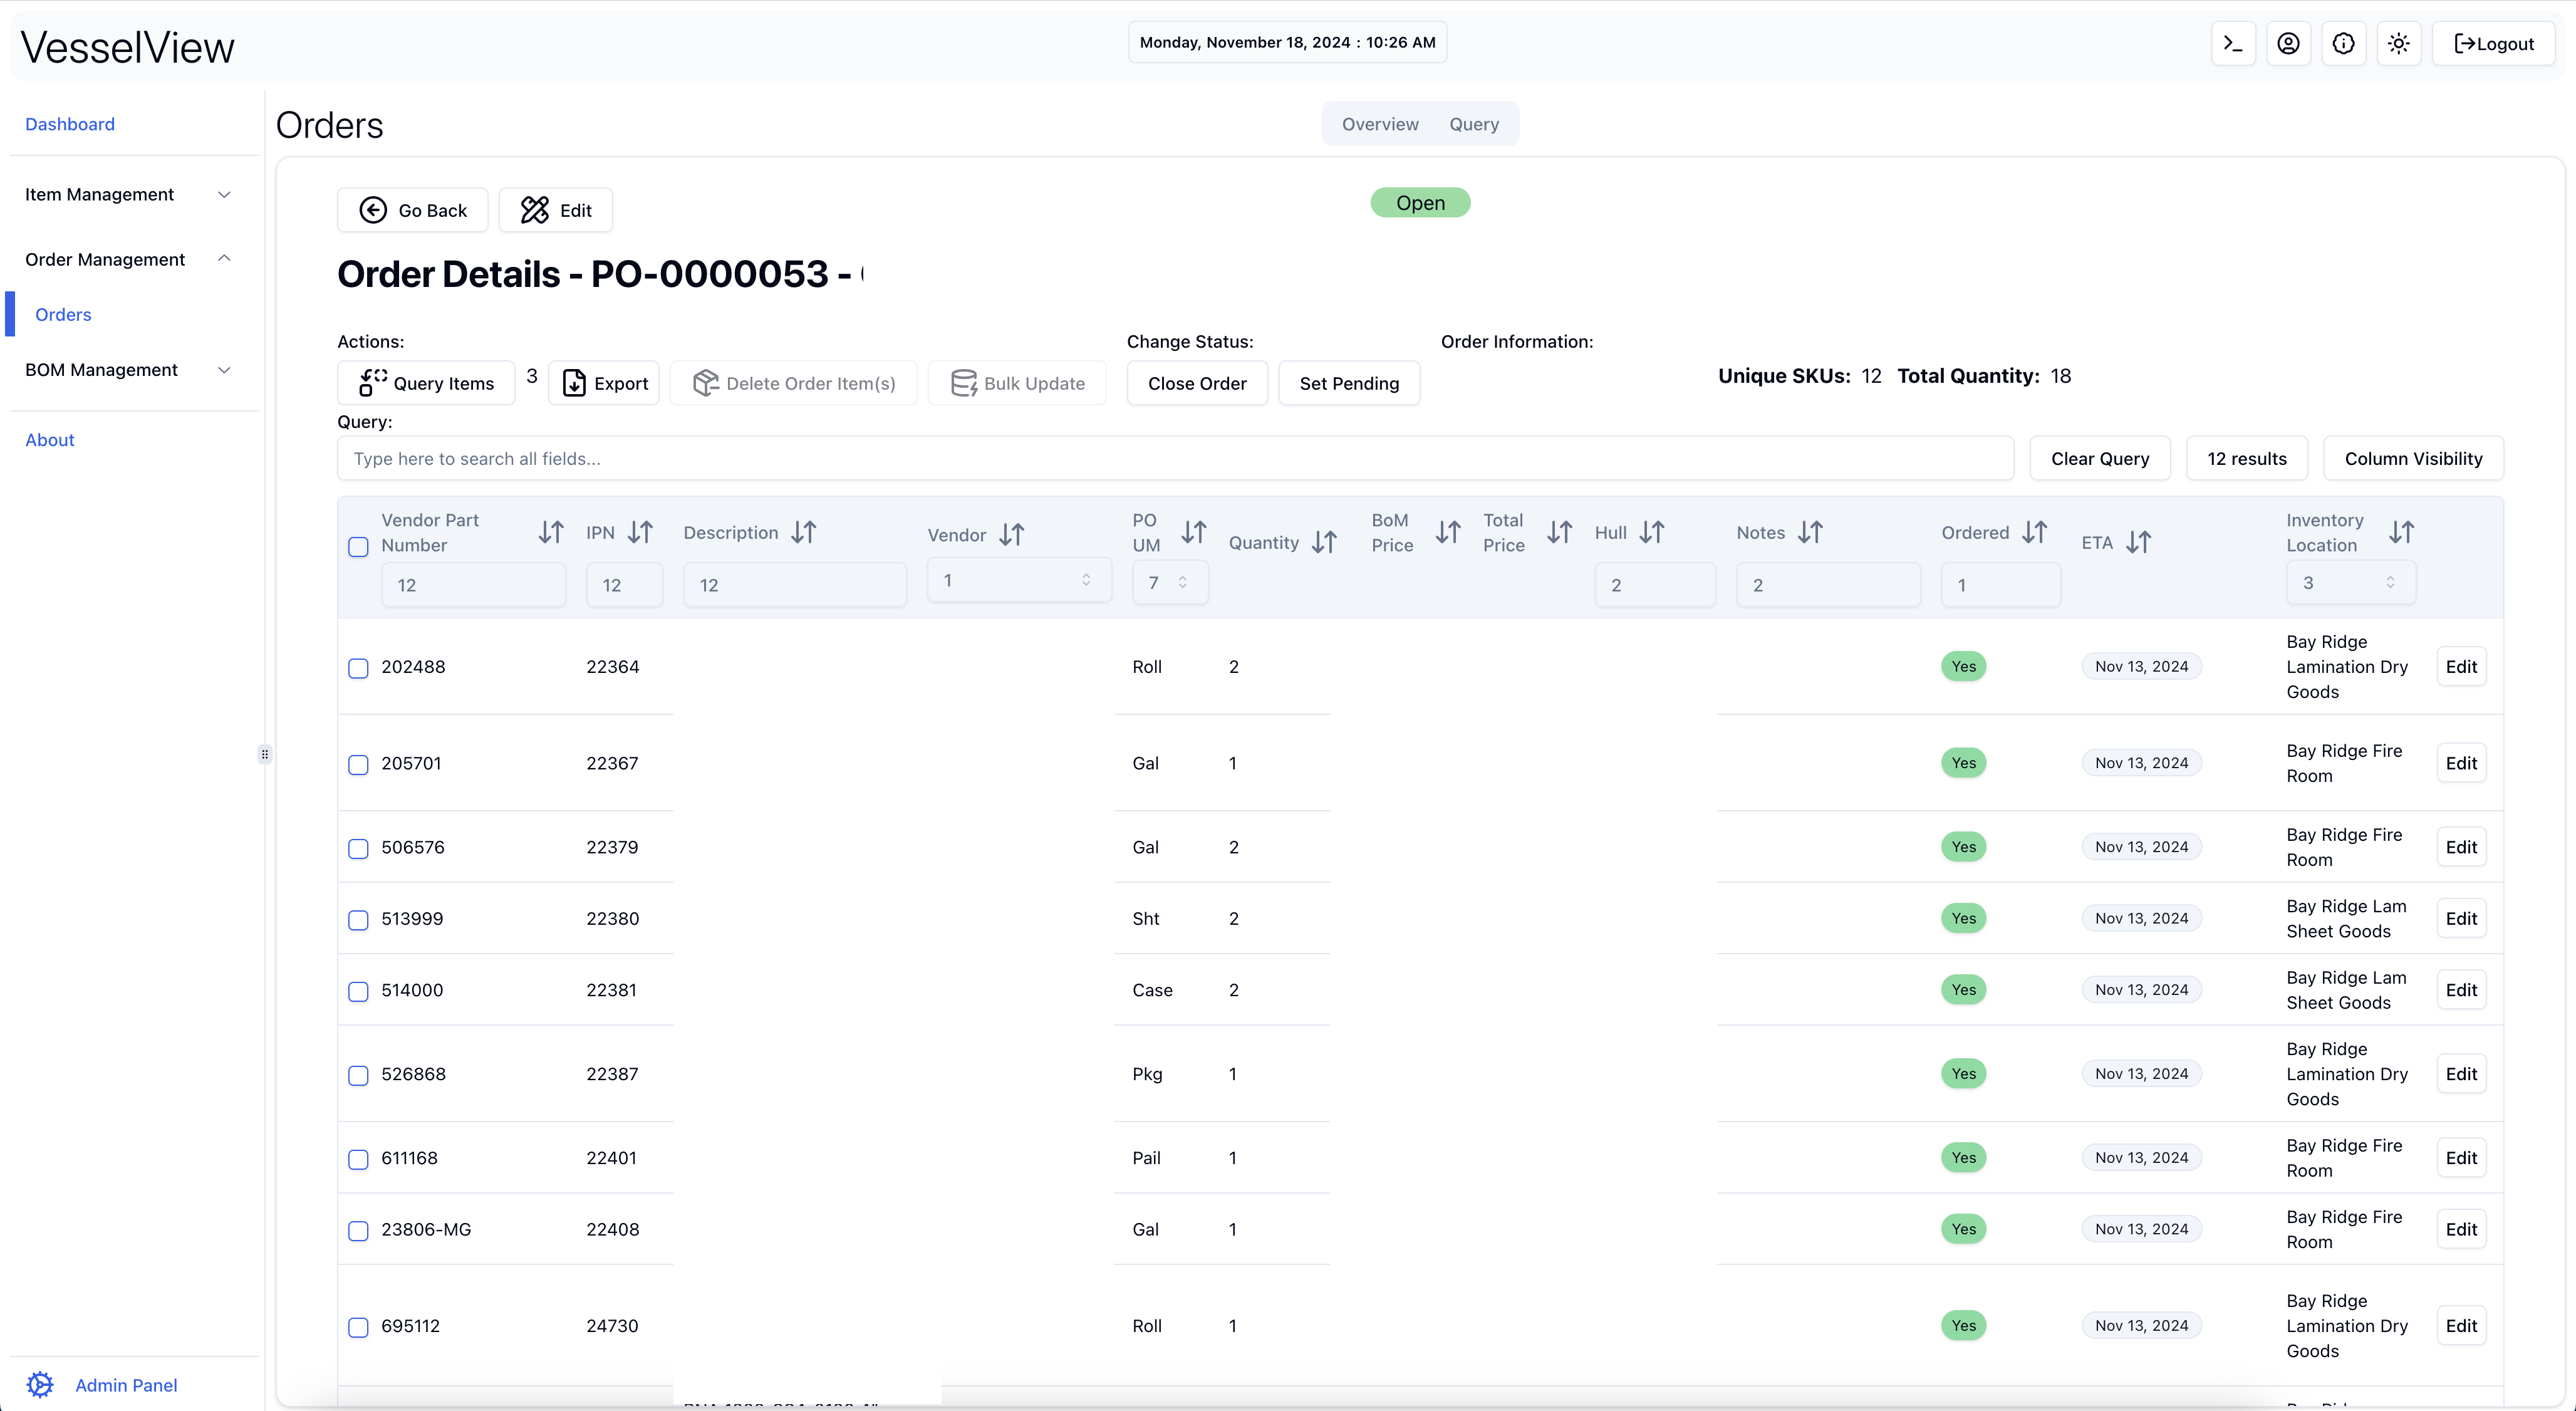 VesselView
Monday, November 18, 2024 : 10:26 AM
Logout
Dashboard
Item Management
Order Management
Orders
BOM Management
About
Admin Panel
Orders
Overview Query
Go Back Edit
Open
Order Details - PO-0000053 -
Actions: Change Status: Order Information:
Query Items 3 Export Delete Order Item(s) Bulk Update Close Order Set Pending Unique SKUs: 12 Total Quantity: 18
Query:
Type here to search all fields... Clear Query 12 results Column Visibility
Vendor Part Number IPN Description Vendor PO UM Quantity BoM Price Total Price Hull Notes Ordered ETA Inventory Location
12 12 12 1 7 2 2 1 3
202488 22364 Roll 2 Yes Nov 13, 2024 Bay Ridge Lamination Dry Goods Edit
205701 22367 Gal 1 Yes Nov 13, 2024 Bay Ridge Fire Room Edit
506576 22379 Gal 2 Yes Nov 13, 2024 Bay Ridge Fire Room Edit
513999 22380 Sht 2 Yes Nov 13, 2024 Bay Ridge Lam Sheet Goods Edit
514000 22381 Case 2 Yes Nov 13, 2024 Bay Ridge Lam Sheet Goods Edit
526868 22387 Pkg 1 Yes Nov 13, 2024 Bay Ridge Lamination Dry Goods Edit
611168 22401 Pail 1 Yes Nov 13, 2024 Bay Ridge Fire Room Edit
23806-MG 22408 Gal 1 Yes Nov 13, 2024 Bay Ridge Fire Room Edit
695112 24730 Roll 1 Yes Nov 13, 2024 Bay Ridge Lamination Dry Goods Edit